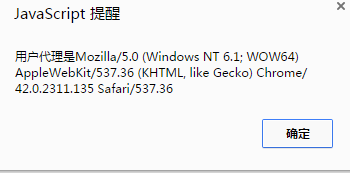 JavaScript 提醒
用户代理是Mozilla/5.0 (Windows NT 6.1; WOW64)
AppleWebKit/537.36 (KHTML, like Gecko) Chrome/
42.0.2311.135 Safari/537.36
确定